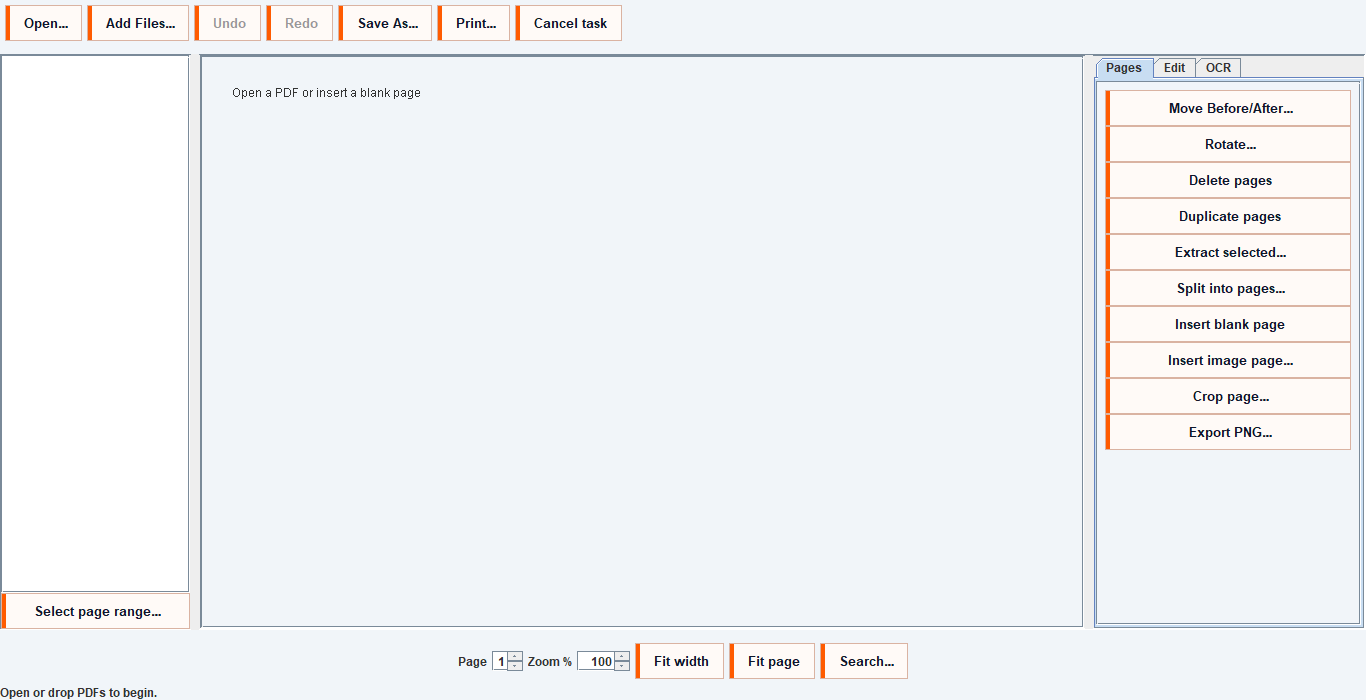 Open... Add Files... Undo Redo Save As... Print... Cancel task
Open a PDF or insert a blank page
Pages Edit OCR
Move Before/After...
Rotate...
Delete pages
Duplicate pages
Extract selected...
Split into pages...
Insert blank page
Insert image page...
Crop page...
Export PNG...
Select page range...
Page 1 Zoom % 100 Fit width Fit page Search...
Open or drop PDFs to begin.